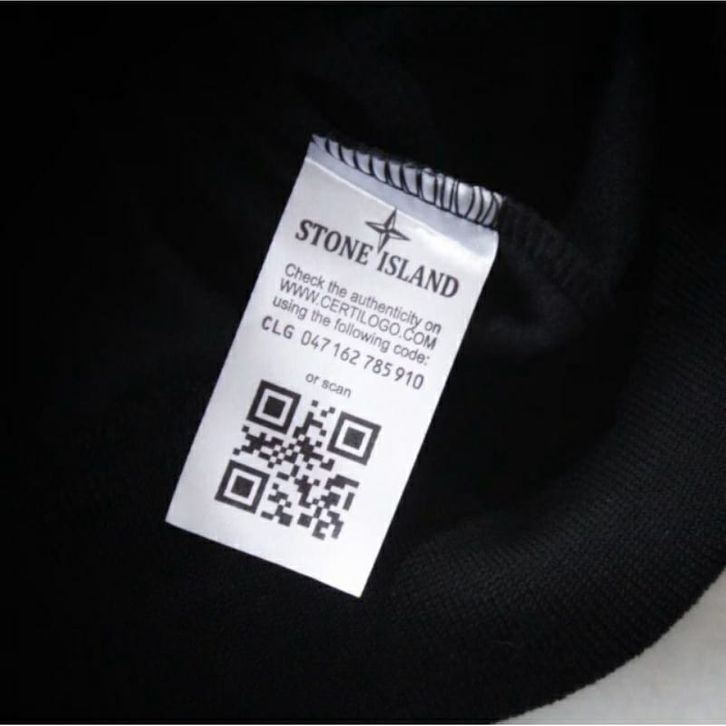 STONE ISLAND
Check the authenticity on
WWW.CERTILOGO.COM
using the following code:
CLG 047 162 785 910
or scan